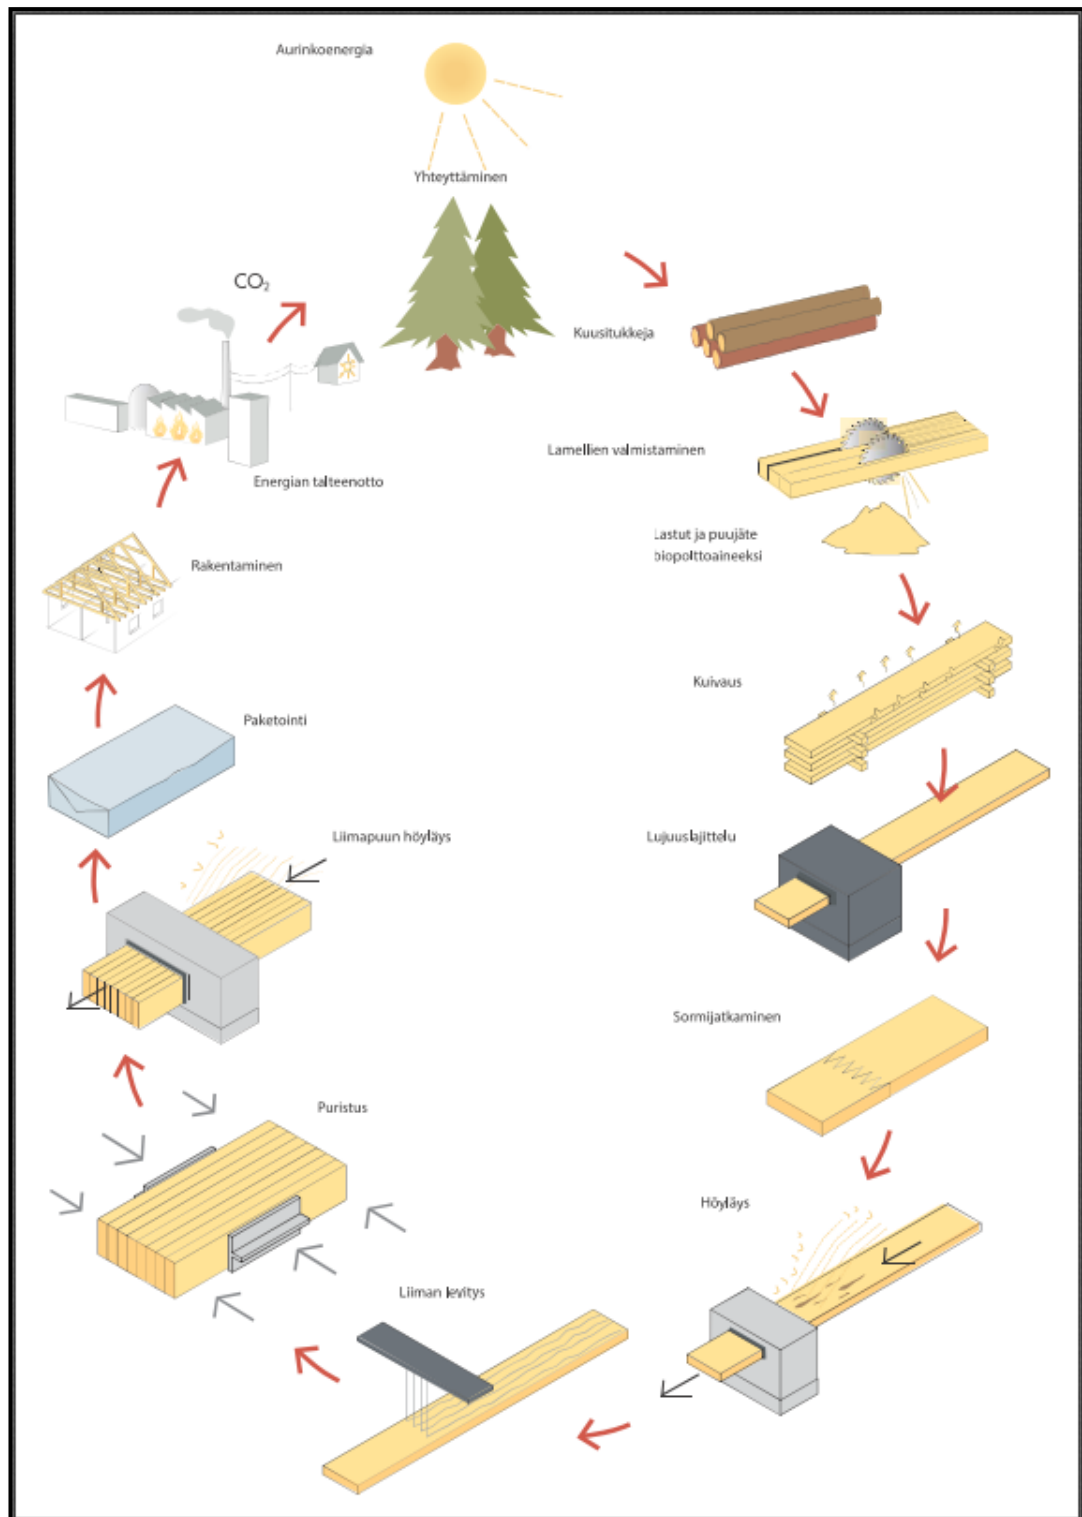 Aurinkoenergia
Yhteyttäminen
CO₂
Kuusitukkeja
Lamellien valmistaminen
Lastut ja puujäte
biopolttoaineeksi
Kuivaus
Lujuuslajittelu
Sormijatkaminen
Höyläys
Liiman levitys
Puristus
Liimapuun höyläys
Paketointi
Rakentaminen
Energian talteenotto